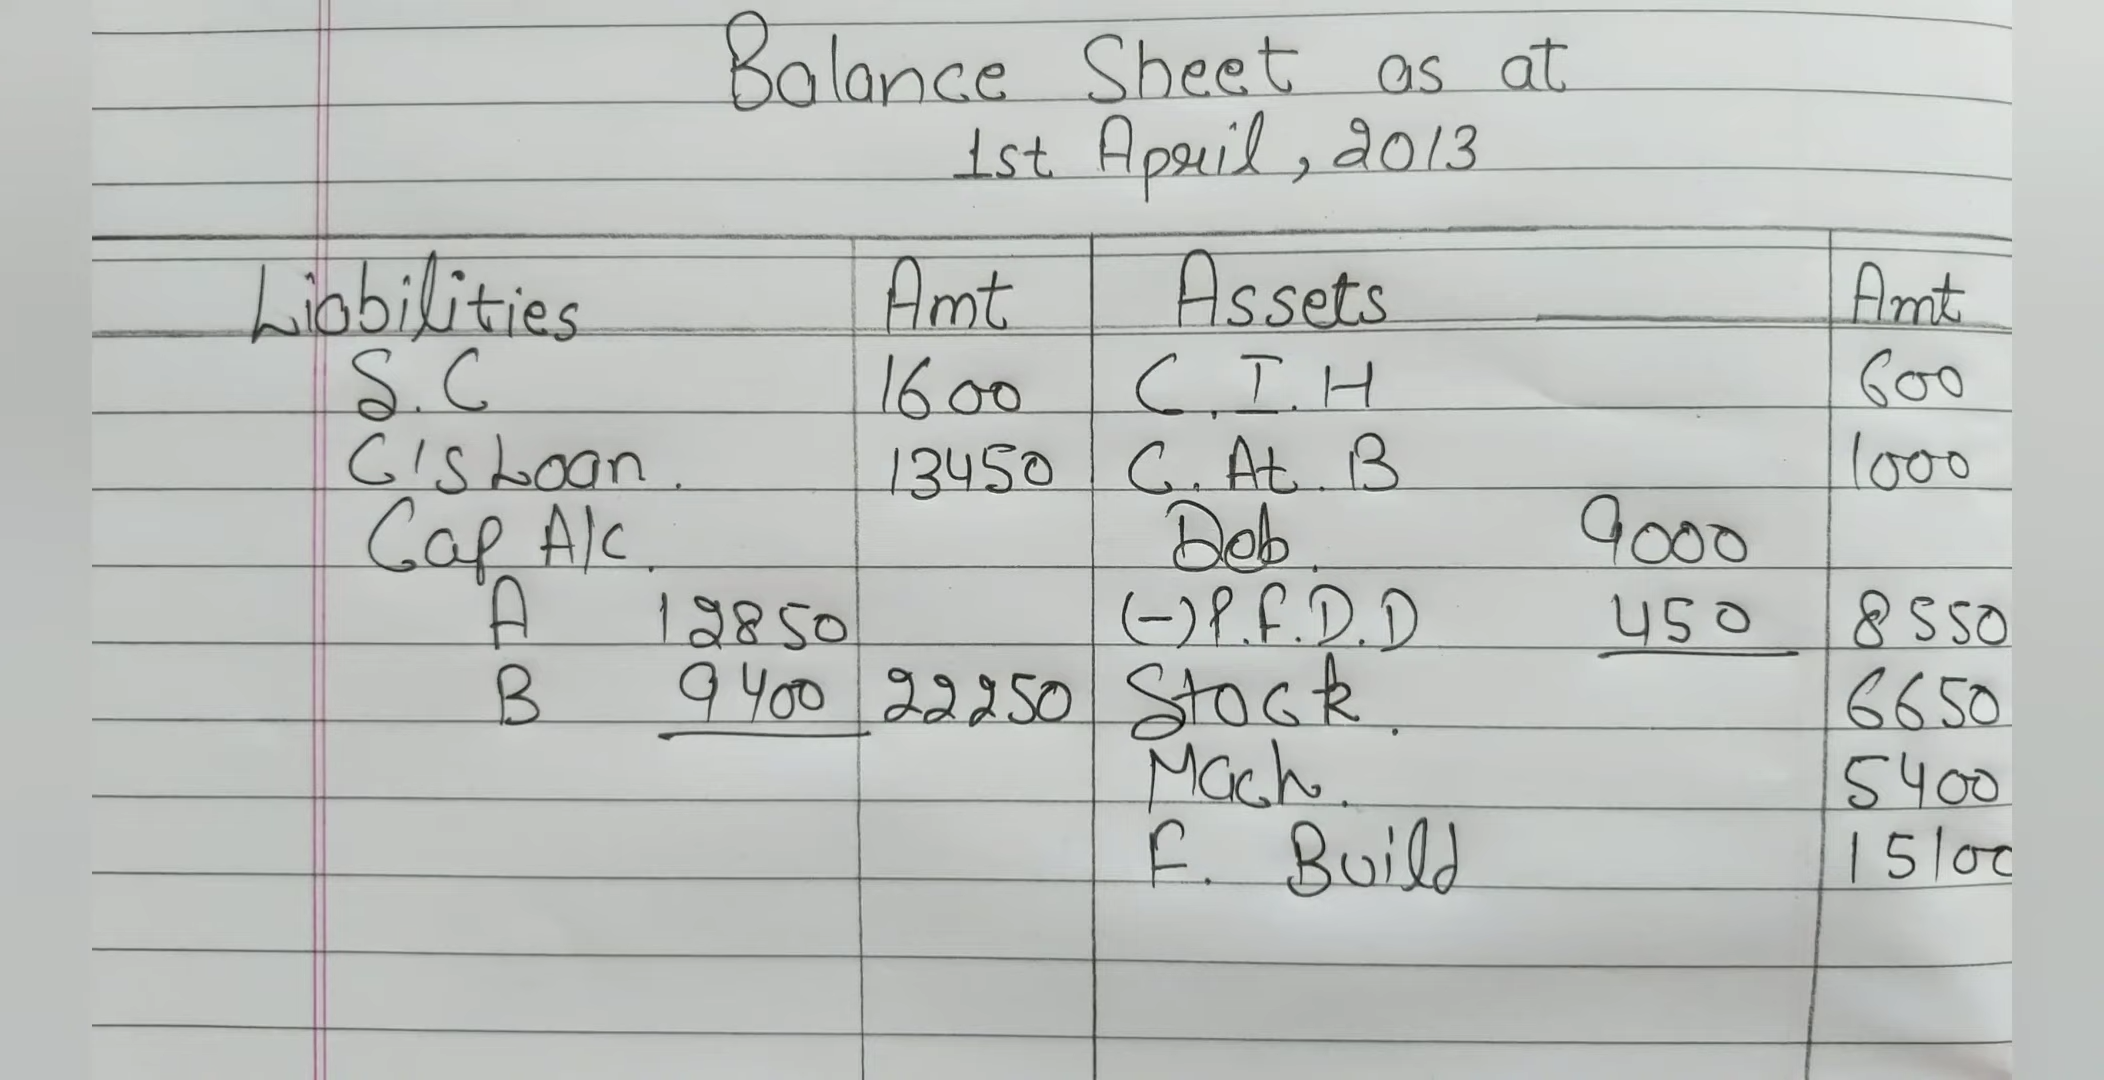 Balance Sheet as at
1st April, 2013
Liabilities Amt Assets Amt
S.C 1600 C.I.H 600
C's Loan. 13450 C. At. B 1000
Cap A/c. Deb. 9000
A 12850 (-) P.F.D.D 450 8550
B 9400 22250 Stock. 6650
Mach. 5400
F. Build 15100